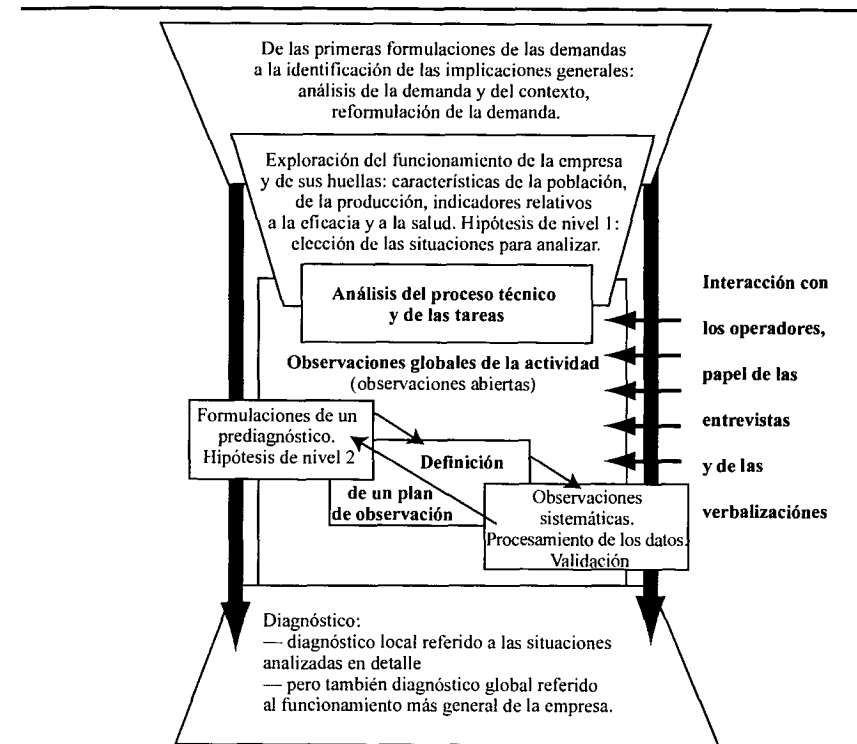 De las primeras formulaciones de las demandas
a la identificación de las implicaciones generales:
análisis de la demanda y del contexto,
reformulación de la demanda.
Exploración del funcionamiento de la empresa
y de sus huellas: características de la población,
de la producción, indicadores relativos
a la eficacia y a la salud. Hipótesis de nivel 1:
elección de las situaciones para analizar.
Análisis del proceso técnico
y de las tareas
Observaciones globales de la actividad
(observaciones abiertas)
Formulaciones de un
prediagnóstico.
Hipótesis de nivel 2
Definición
de un plan
de observación
Observaciones
sistemáticas.
Procesamiento de los datos.
Validación
Interacción con
los operadores,
papel de las
entrevistas
y de las
verbalizaciónes
Diagnóstico:
— diagnóstico local referido a las situaciones
analizadas en detalle
— pero también diagnóstico global referido
al funcionamiento más general de la empresa.